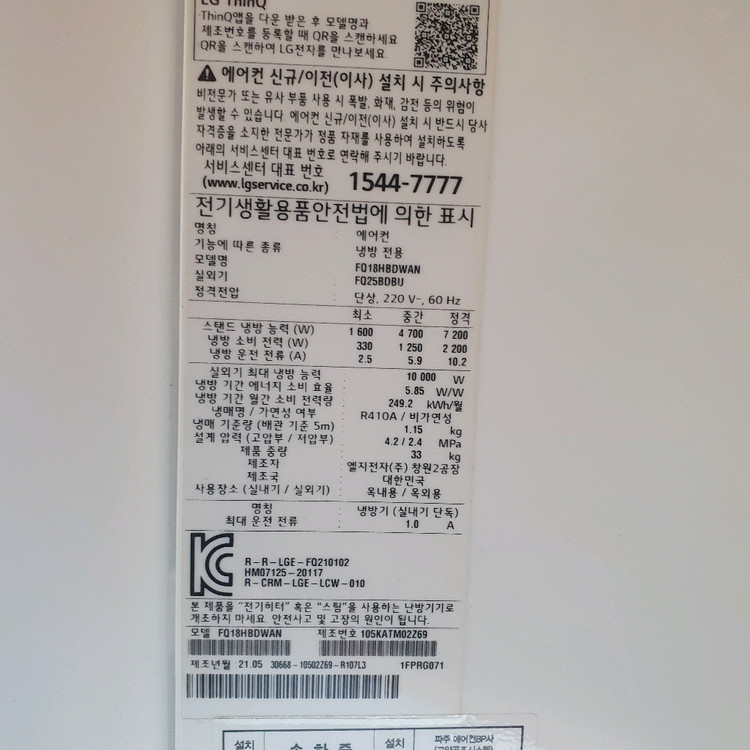 LG ThinQ
·ThinQ앱을 다운 받은 후 모델명과
제조번호를 등록할 때 QR을 스캔하세요
QR을 스캔하여 LG전자를 만나보세요
⚠ 에어컨 신규/이전(이사) 설치 시 주의사항
비전문가 또는 유사 부품 사용 시 폭발, 화재, 감전 등의 위험이
발생할 수 있습니다. 에어컨 신규/이전(이사) 설치 시 반드시 당사
자격증을 소지한 전문가가 정품 자재를 사용하여 설치하도록
아래의 서비스센터 대표 번호로 연락해 주시기 바랍니다.
서비스센터 대표 번호
(www.lgservice.co.kr) 1544-7777
전기생활용품안전법에 의한 표시
명칭 : 에어컨
기능에 따른 종류 : 냉방 전용
모델명 : FQ18HBDWAN
실외기 : FQ25BDBU
정격전압 : 단상, 220 V~, 60 Hz
최소 중간 정격
스탠드 냉방 능력 (W) 1 600 4 700 7 200
냉방 소비 전력 (W) 330 1 250 2 200
냉방 운전 전류 (A) 2.5 5.9 10.2
실외기 최대 냉방 능력 : 10 000 W
냉방 기간 에너지 소비 효율 : 5.85 W/W
냉방 기간 월간 소비 전력량 : 249.2 kWh/월
냉매명 / 가연성 여부 : R410A / 비가연성
냉매 기준량 (배관 기준 5m) : 1.15 kg
설계 압력 (고압부 / 저압부) : 4.2 / 2.4 MPa
제품 중량 : 33 kg
제조자 : 엘지전자(주) 창원2공장
제조국 : 대한민국
사용장소 (실내기 / 실외기) : 옥내용 / 옥외용
명칭 : 냉방기 (실내기 단독)
최대 운전 전류 : 1.0 A
R-R-LGE-FQ210102
HM07125-20117
R-CRM-LGE-LCW-010
본 제품을 "전기히터" 혹은 "스팀"을 사용하는 난방기기로
개조하지 마세요. 안전사고 및 고장의 원인이 됩니다.
모델 FQ18HBDWAN 제조번호 105KATM02Z69
제조년월 21.05 30668-10502Z69-R107L3 1FPRG071
설치 설치 파주 에어컨BP사